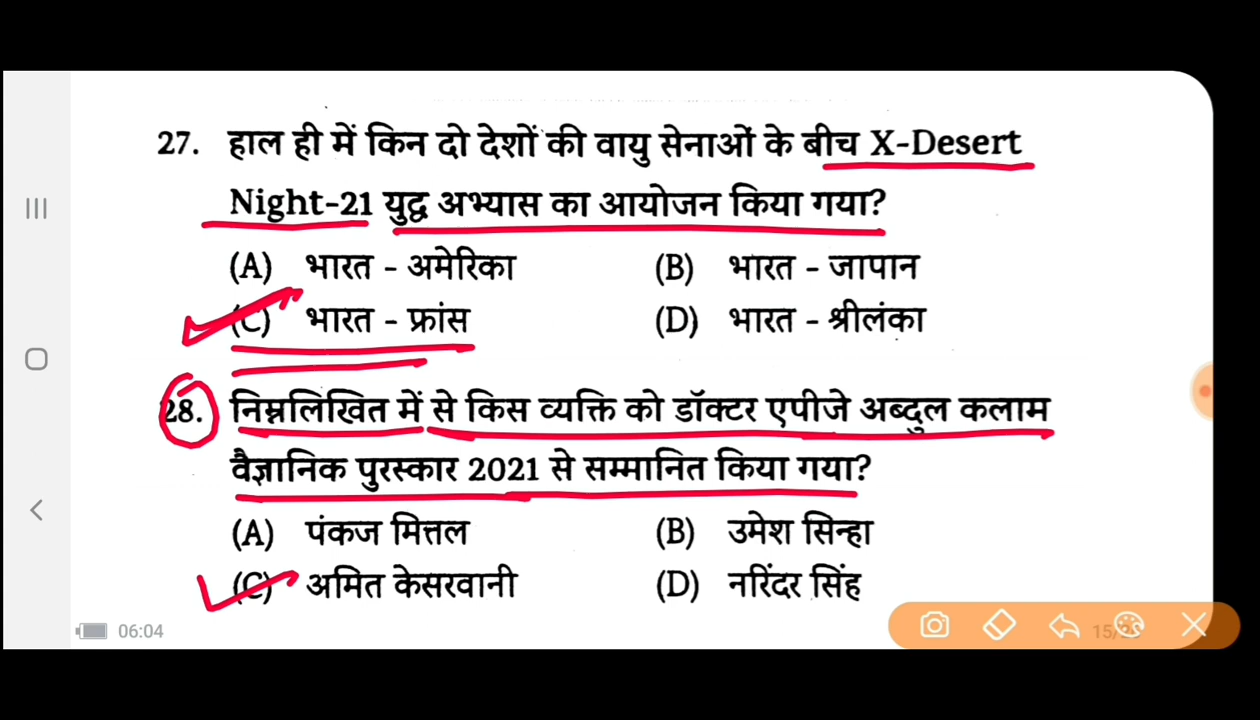 27. हाल ही में किन दो देशों की वायु सेनाओं के बीच X-Desert
Night-21 युद्ध अभ्यास का आयोजन किया गया?
(A) भारत - अमेरिका (B) भारत - जापान
(C) भारत - फ्रांस (D) भारत - श्रीलंका
28. निम्नलिखित में से किस व्यक्ति को डॉक्टर एपीजे अब्दुल कलाम
वैज्ञानिक पुरस्कार 2021 से सम्मानित किया गया?
(A) पंकज मित्तल (B) उमेश सिन्हा
(C) अमित केसरवानी (D) नरिंदर सिंह
06:04